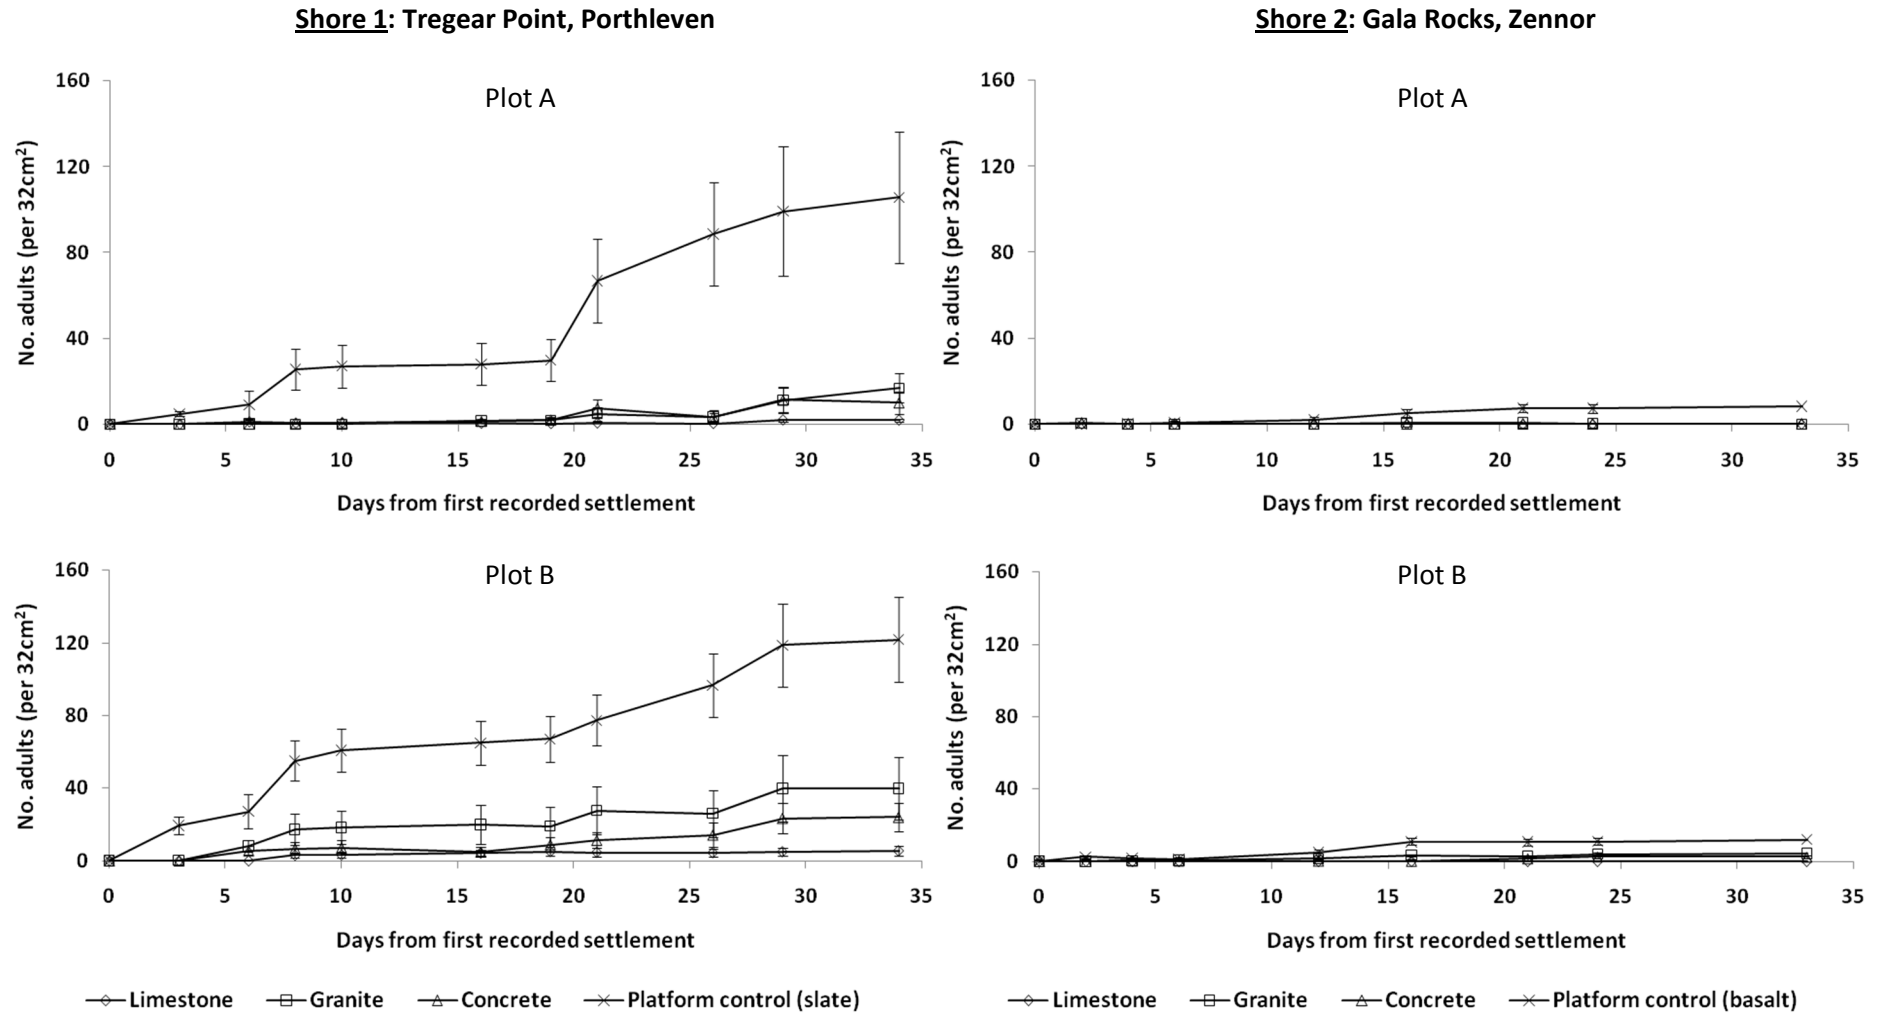 Shore 1: Tregear Point, Porthleven
Shore 2: Gala Rocks, Zennor
Plot A
No. adults (per 32cm²)
160
120
80
40
0
0 5 10 15 20 25 30 35
Days from first recorded settlement
Plot A
No. adults (per 32cm²)
160
120
80
40
0
0 5 10 15 20 25 30 35
Days from first recorded settlement
Plot B
No. adults (per 32cm²)
160
120
80
40
0
0 5 10 15 20 25 30 35
Days from first recorded settlement
Plot B
No. adults (per 32cm²)
160
120
80
40
0
0 5 10 15 20 25 30 35
Days from first recorded settlement
Limestone Granite Concrete Platform control (slate)
Limestone Granite Concrete Platform control (basalt)